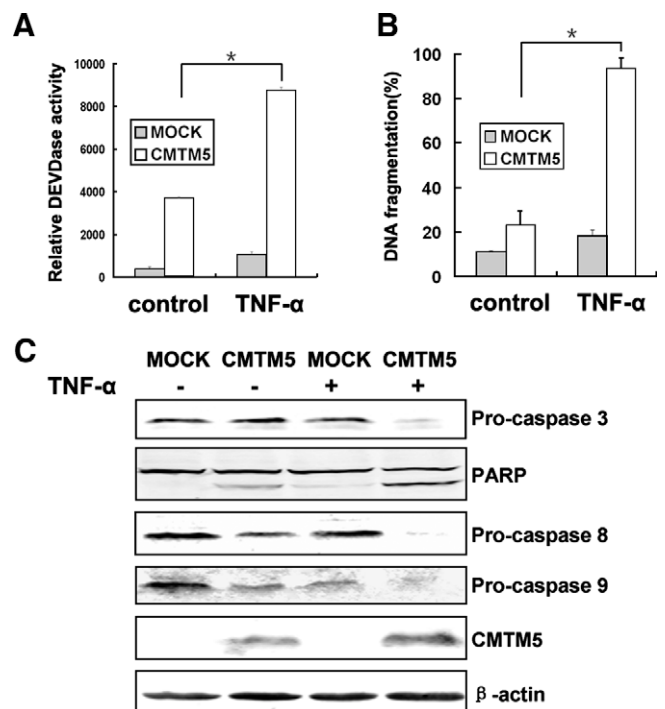 A
Relative DEVDase activity
10000
8000
6000
4000
2000
0
MOCK
CMTM5
*
control
TNF-α
B
DNA fragmentation(%)
100
80
60
40
20
0
MOCK
CMTM5
*
control
TNF-α
C
MOCK CMTM5 MOCK CMTM5
TNF-α - - + +
Pro-caspase 3
PARP
Pro-caspase 8
Pro-caspase 9
CMTM5
β-actin